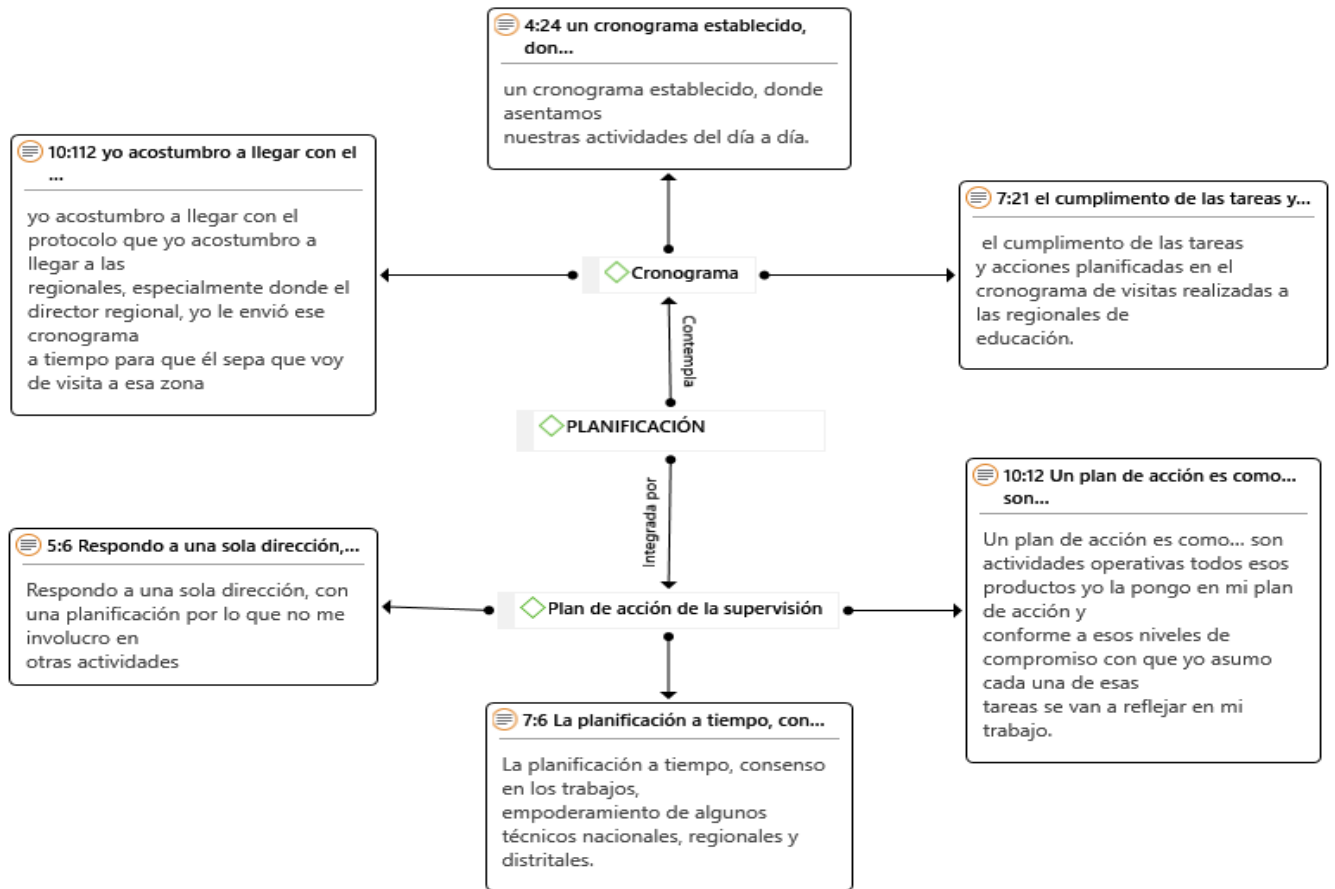 4:24 un cronograma establecido,
don...
un cronograma establecido, donde
asentamos
nuestras actividades del día a día.
10:112 yo acostumbro a llegar con el
...
yo acostumbro a llegar con el
protocolo que yo acostumbro a
llegar a las
regionales, especialmente donde el
director regional, yo le envió ese
cronograma
a tiempo para que él sepa que voy
de visita a esa zona
7:21 el cumplimento de las tareas y...
el cumplimento de las tareas
y acciones planificadas en el
cronograma de visitas realizadas a
las regionales de
educación.
Cronograma
Contempla
PLANIFICACIÓN
Integrada por
Plan de acción de la supervisión
5:6 Respondo a una sola dirección,...
Respondo a una sola dirección, con
una planificación por lo que no me
involucro en
otras actividades
10:12 Un plan de acción es como...
son...
Un plan de acción es como... son
actividades operativas todos esos
productos yo la pongo en mi plan
de acción y
conforme a esos niveles de
compromiso con que yo asumo
cada una de esas
tareas se van a reflejar en mi
trabajo.
7:6 La planificación a tiempo, con...
La planificación a tiempo, consenso
en los trabajos,
empoderamiento de algunos
técnicos nacionales, regionales y
distritales.